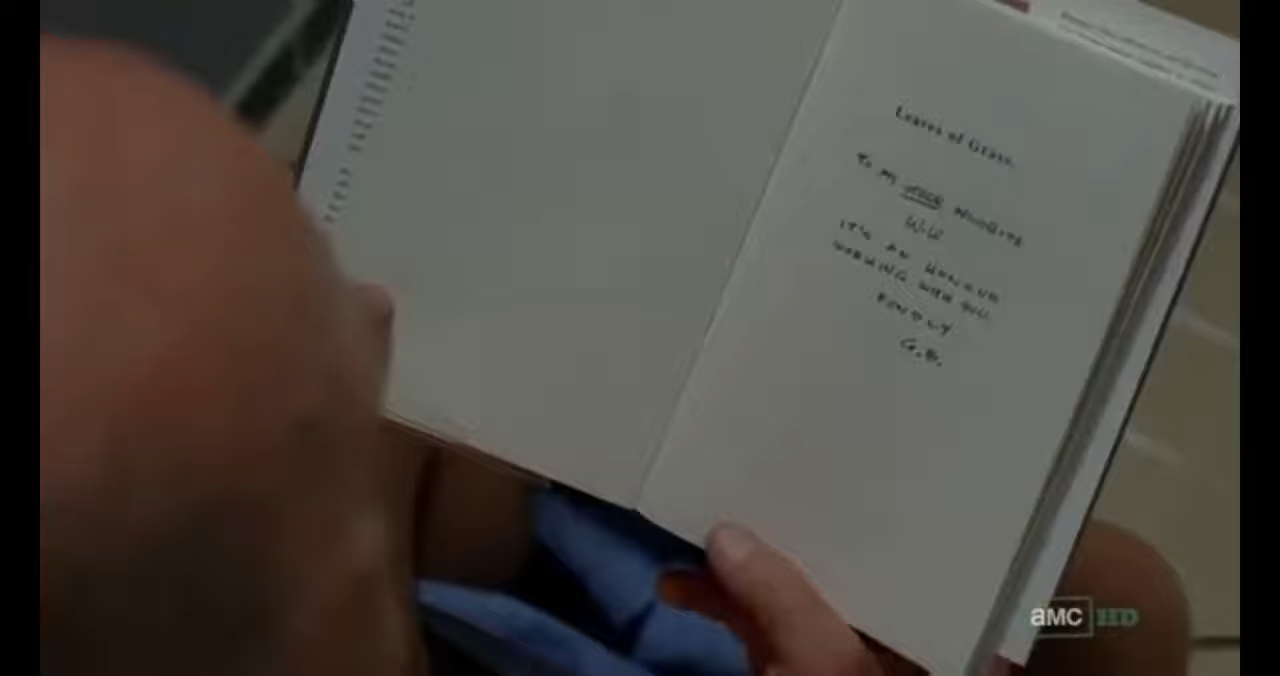 Leaves of Grass
TO MY OTHER FAVORITE
W.W
IT'S AN HONOUR
WORKING WITH YOU.
FONDLY
G.B.
aMC HD